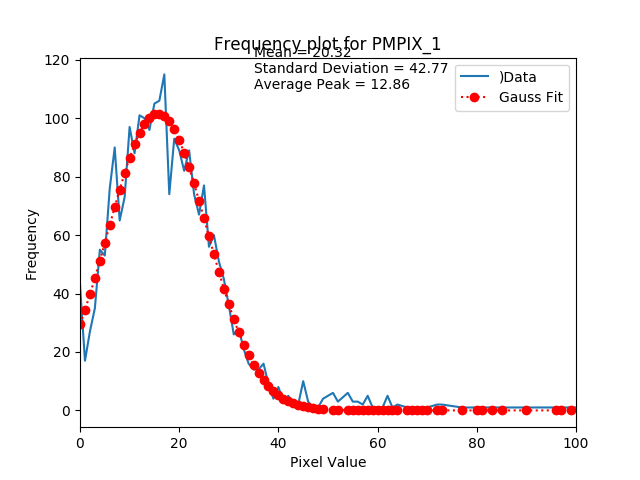 Frequency plot for PMPIX_1
Mean = 20.32
Standard Deviation = 42.77
Average Peak = 12.86
)Data
Gauss Fit
120
100
80
60
40
20
0
Frequency
0 20 40 60 80 100
Pixel Value